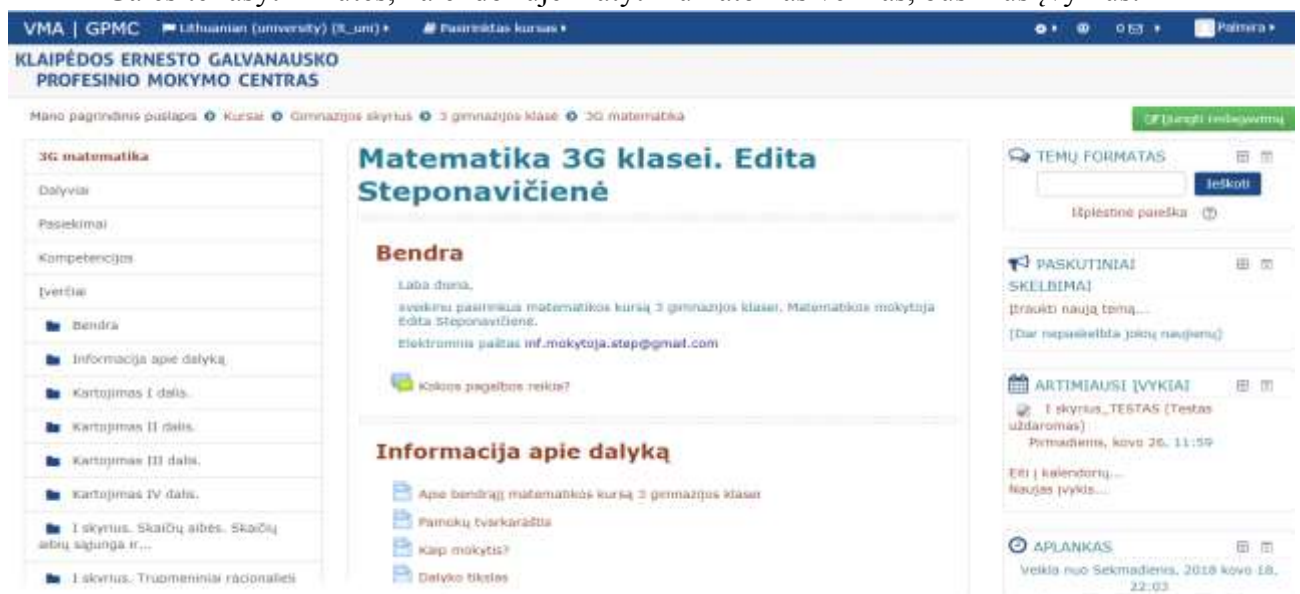 VMA | GPMC Lithuanian (university) (lt_uni) Pasirinktas kursas 0 Palmira
KLAIPĖDOS ERNESTO GALVANAUSKO
PROFESINIO MOKYMO CENTRAS
Mano pagrindinis puslapis Kursai Gimnazijos skyrius 3 gimnazijos klasė 3G matematika
Įjungti redagavimą
3G matematika
Dalyviai
Pasiekimai
Kompetencijos
Įverčiai
Bendra
Informacija apie dalyką
Kartojimas I dalis.
Kartojimas II dalis.
Kartojimas III dalis.
Kartojimas IV dalis.
I skyrius. Skaičių aibės. Skaičių
aibių sąjunga ir...
I skyrius. Trupmeniniai racionalieji
Matematika 3G klasei. Edita
Steponavičienė
Bendra
Laba diena,
sveikinu pasirinkus matematikos kursą 3 gimnazijos klasei. Matematikos mokytoja
Edita Steponavičienė.
Elektroninis paštas inf.mokytoja.step@gmail.com
Kokios pagalbos reikia?
Informacija apie dalyką
Apie bendrąjį matematikos kursą 3 gimnazijos klasei
Pamokų tvarkaraštis
Kaip mokytis?
Dalyko tikslas
TEMŲ FORMATAS
Ieškoti
Išplėstinė paieška
PASKUTINIAI
SKELBIMAI
Įtraukti naują temą...
(Dar nepaskelbta jokių naujienų)
ARTIMIAUSI ĮVYKIAI
I skyrius_TESTAS (Testas
uždaromas)
Pirmadienis, kovo 26, 11:59
Eiti į kalendorių...
Naujas įvykis...
APLANKAS
Veikla nuo Sekmadienis, 2018 kovo 18,
22:03